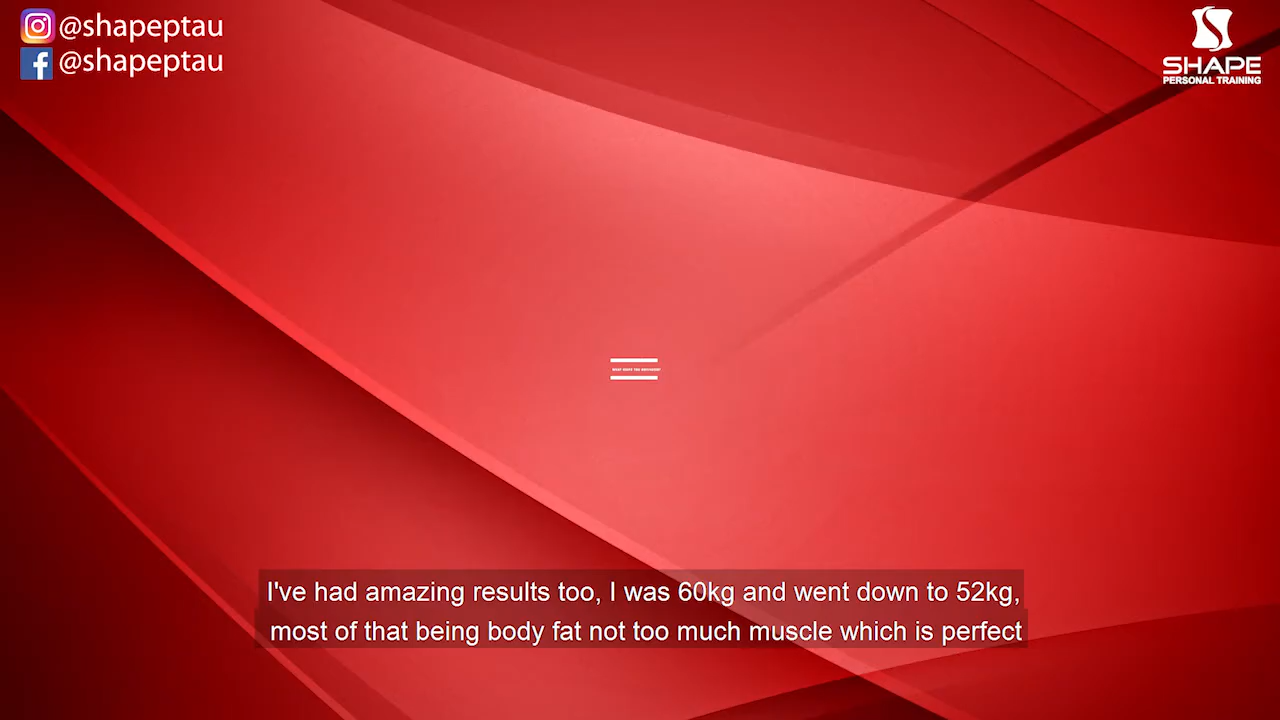 @shapeptau
@shapeptau
SHAPE
PERSONAL TRAINING
I've had amazing results too, I was 60kg and went down to 52kg,
most of that being body fat not too much muscle which is perfect